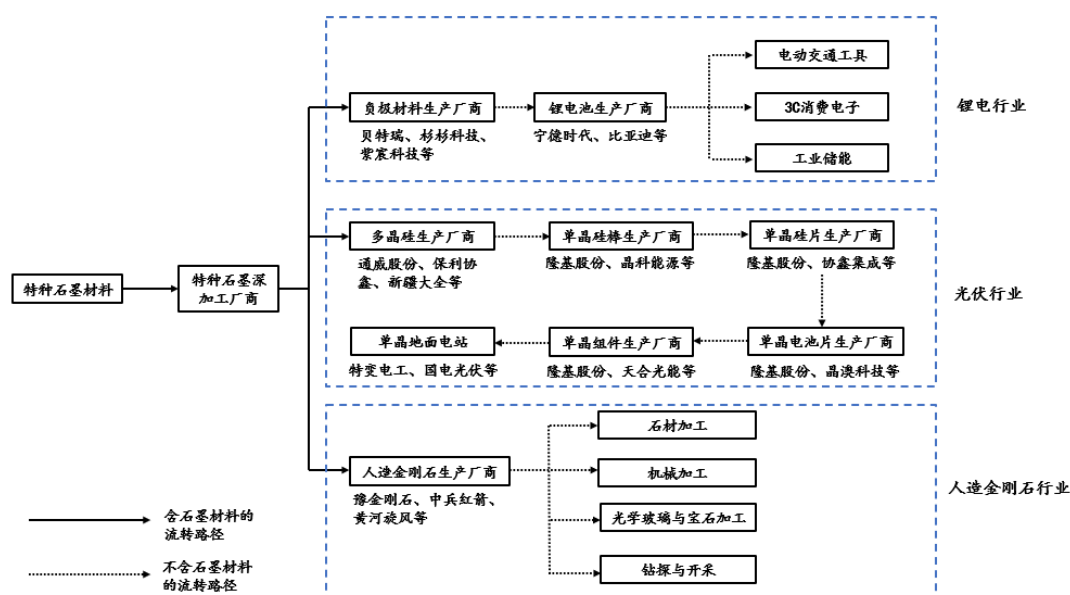 特种石墨材料
特种石墨深
加工厂商
负极材料生产厂商
贝特瑞、杉杉科技、
紫宸科技等
锂电池生产厂商
宁德时代、比亚迪等
电动交通工具
3C消费电子
工业储能
锂电行业
多晶硅生产厂商
通威股份、保利协
鑫、新疆大全等
单晶硅棒生产厂商
隆基股份、晶科能源等
单晶硅片生产厂商
隆基股份、协鑫集成等
单晶电池片生产厂商
隆基股份、晶澳科技等
单晶组件生产厂商
隆基股份、天合光能等
单晶地面电站
特变电工、国电光伏等
光伏行业
人造金刚石生产厂商
豫金刚石、中兵红箭、
黄河旋风等
石材加工
机械加工
光学玻璃与宝石加工
钻探与开采
人造金刚石行业
含石墨材料的
流转路径
不含石墨材料
的流转路径